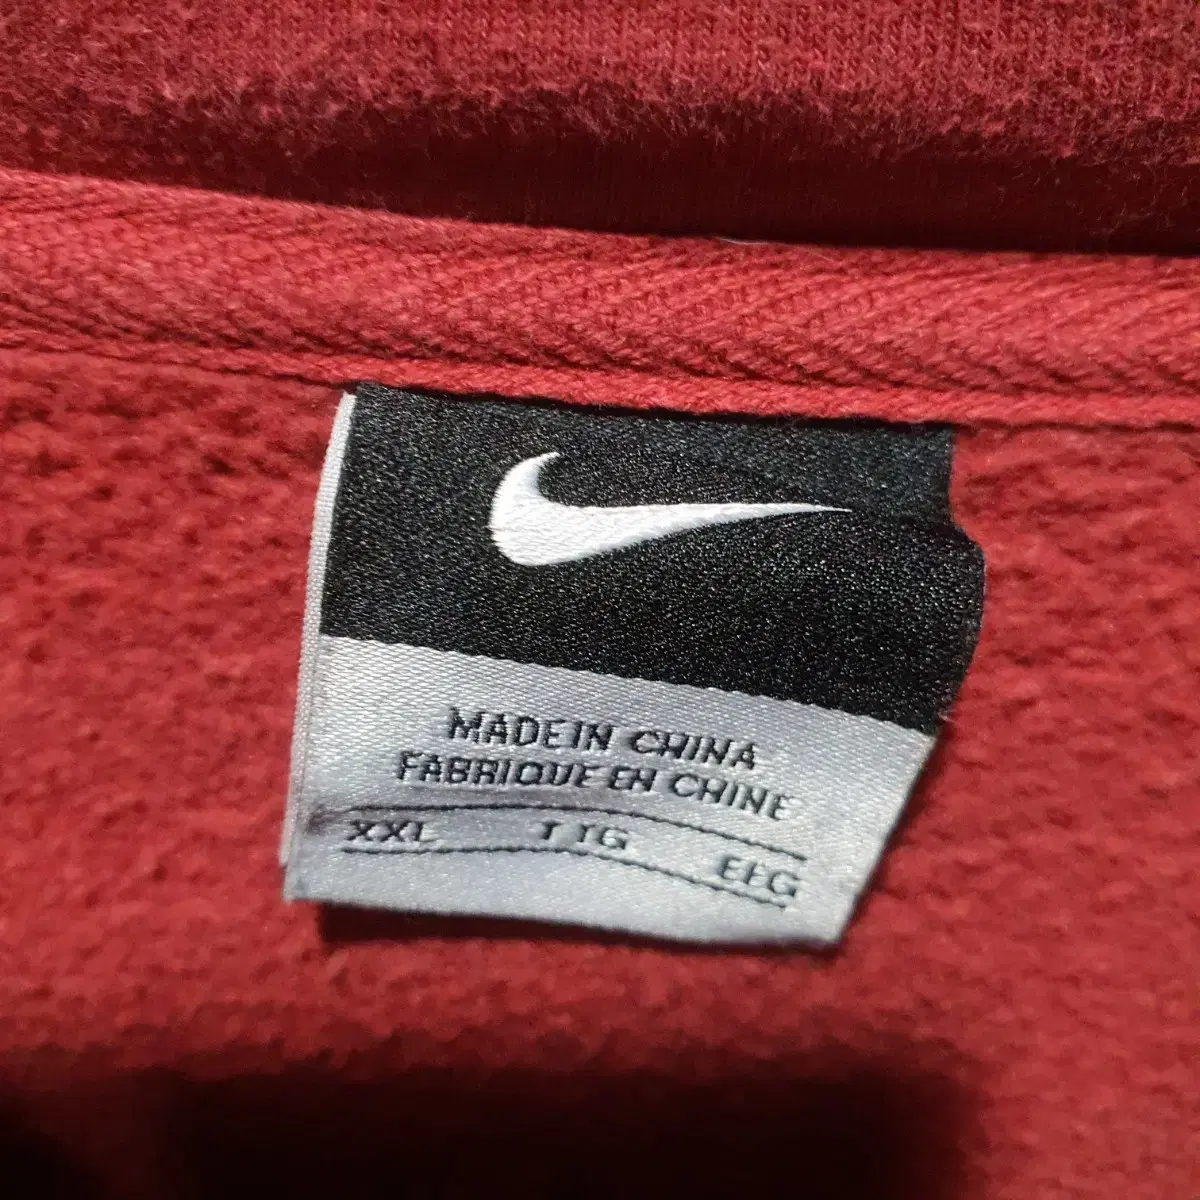 MADE IN CHINA
FABRIQUE EN CHINE
XXL TTG EEG